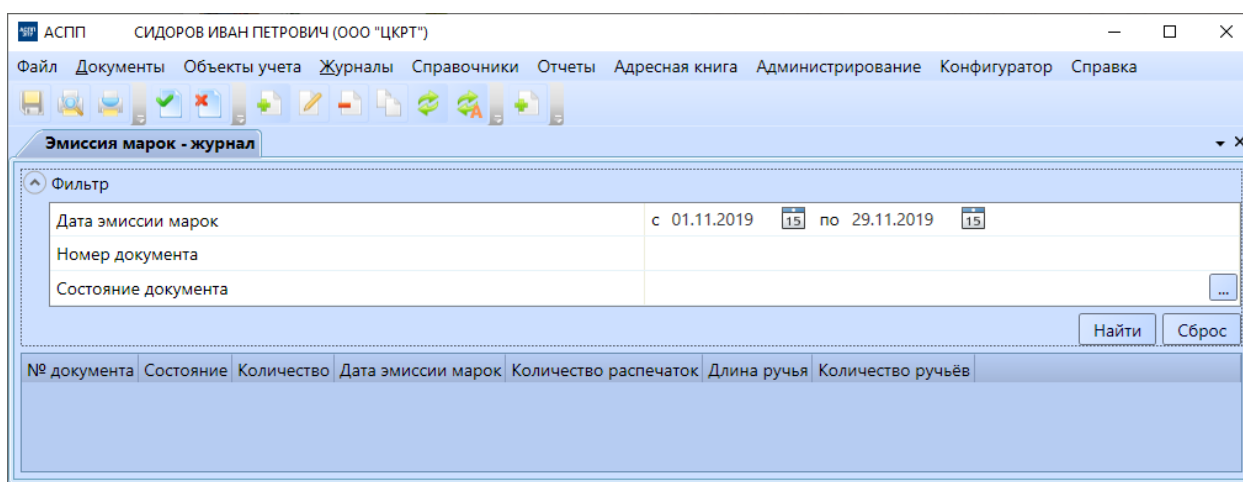 АСПП СИДОРОВ ИВАН ПЕТРОВИЧ (ООО "ЦКРТ")
Файл Документы Объекты учета Журналы Справочники Отчеты Адресная книга Администрирование Конфигуратор Справка
Эмиссия марок - журнал
Фильтр
Дата эмиссии марок с 01.11.2019 15 по 29.11.2019 15
Номер документа
Состояние документа ...
Найти Сброс
№ документа Состояние Количество Дата эмиссии марок Количество распечаток Длина ручья Количество ручьёв